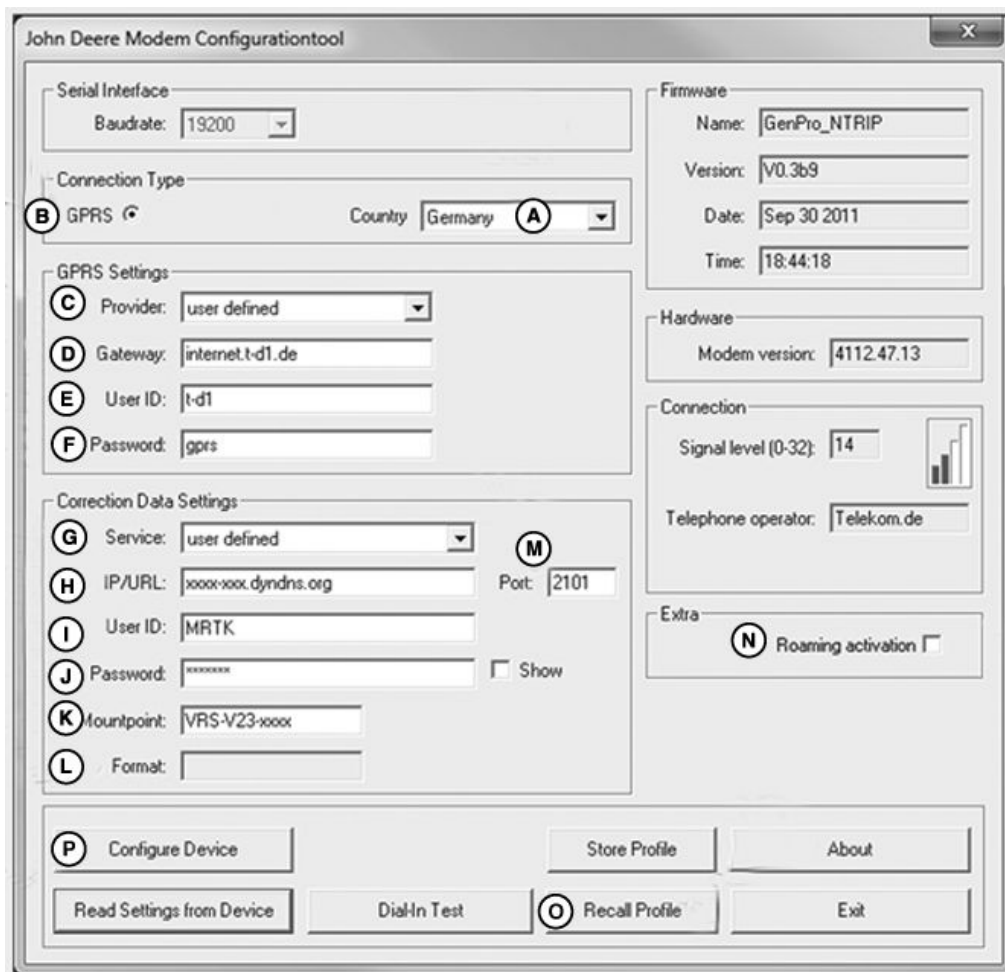 John Deere Modem Configurationtool
x
Serial Interface
Baudrate: 19200
Connection Type
B GPRS Country Germany A
GPRS Settings
C Provider: user defined
D Gateway: internet.t-d1.de
E User ID: t-d1
F Password: gprs
Correction Data Settings
G Service: user defined
M
H IP/URL: xxxx-xxx.dyndns.org Port: 2101
I User ID: MRTK
J Password: ******* Show
K Mountpoint: VRS-V23-xxxx
L Format:
Firmware
Name: GenPro_NTRIP
Version: V0.3b9
Date: Sep 30 2011
Time: 18:44:18
Hardware
Modem version: 4112.47.13
Connection
Signal level (0-32): 14
Telephone operator: Telekom.de
Extra
N Roaming activation
P Configure Device Store Profile About
Read Settings from Device Dial-In Test O Recall Profile Exit